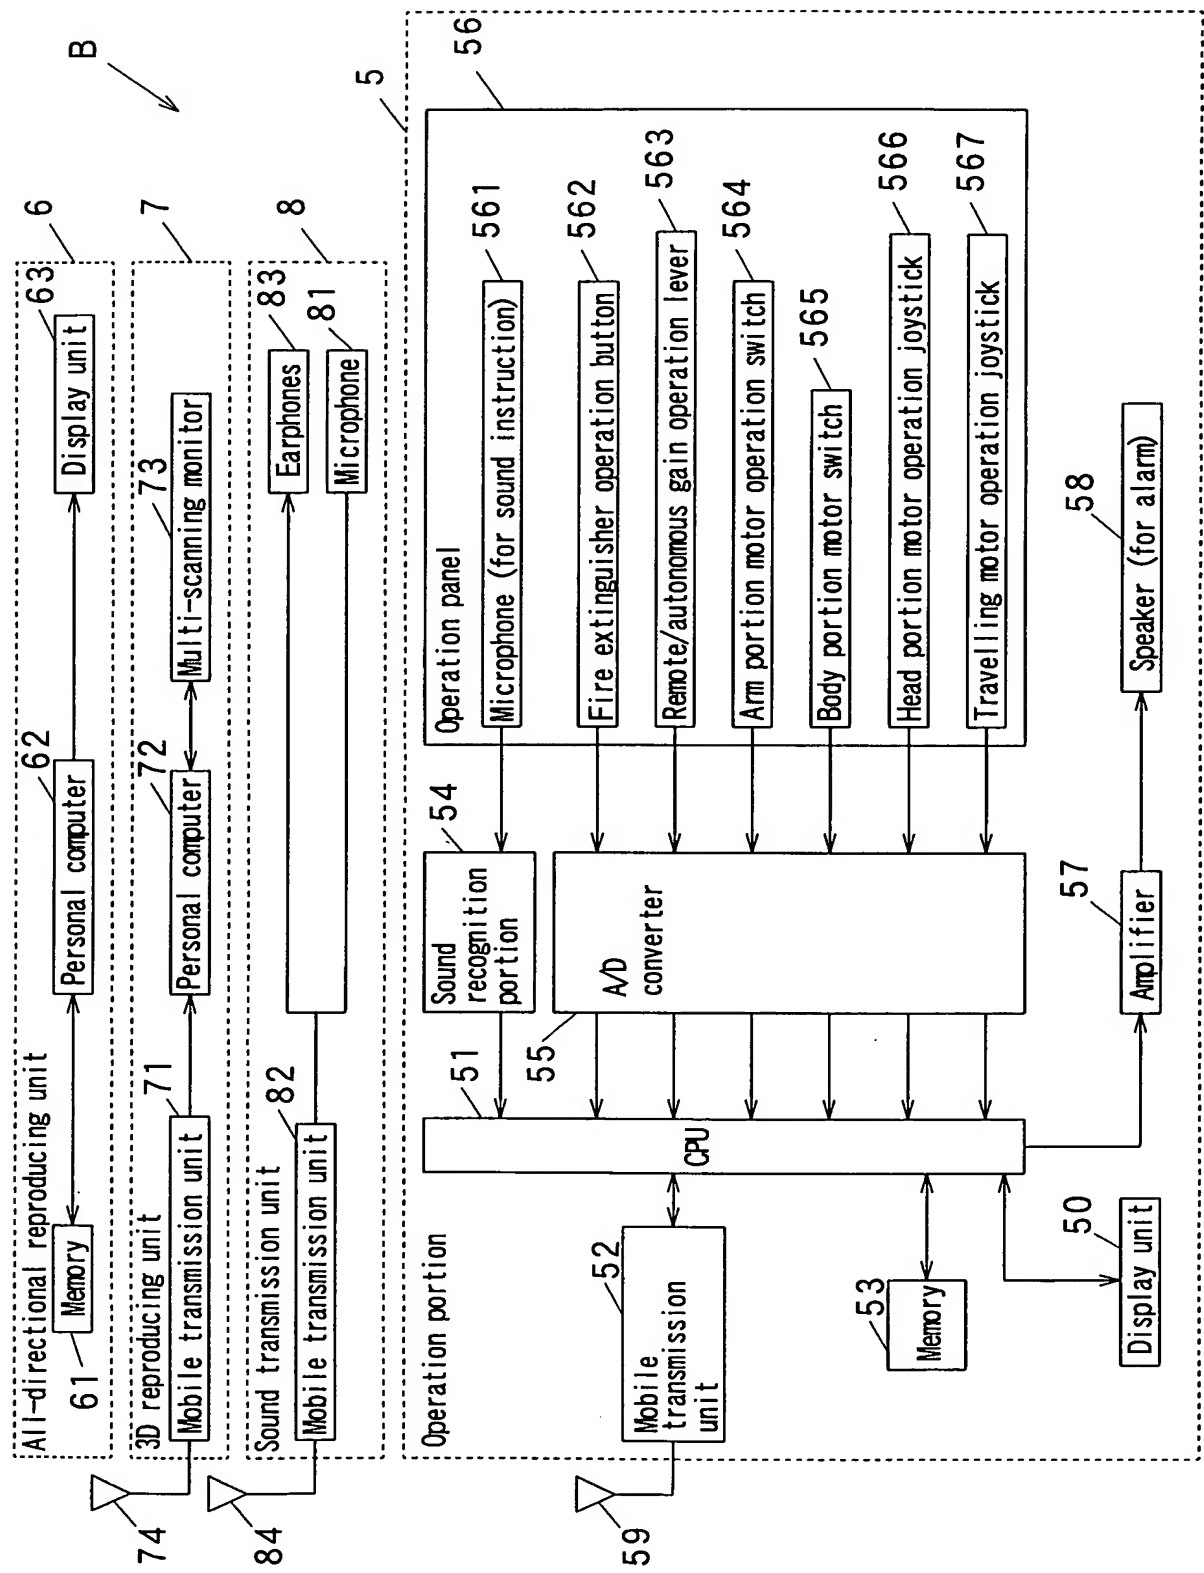 B
All-directional reproducing unit
6
61
Memory
62
Personal computer
63
Display unit
3D reproducing unit
7
74
71
Mobile transmission unit
72
Personal computer
73
Multi-scanning monitor
Sound transmission unit
8
84
82
Mobile transmission unit
83
Earphones
81
Microphone
Operation portion
5
59
52
Mobile
transmission
unit
53
Memory
50
Display unit
51
CPU
54
Sound
recognition
portion
55
A/D
converter
Operation panel
56
Microphone (for sound instruction)
561
Fire extinguisher operation button
562
Remote/autonomous gain operation lever
563
Arm portion motor operation switch
564
Body portion motor switch
565
Head portion motor operation joystick
566
Travelling motor operation joystick
567
57
Amplifier
58
Speaker (for alarm)